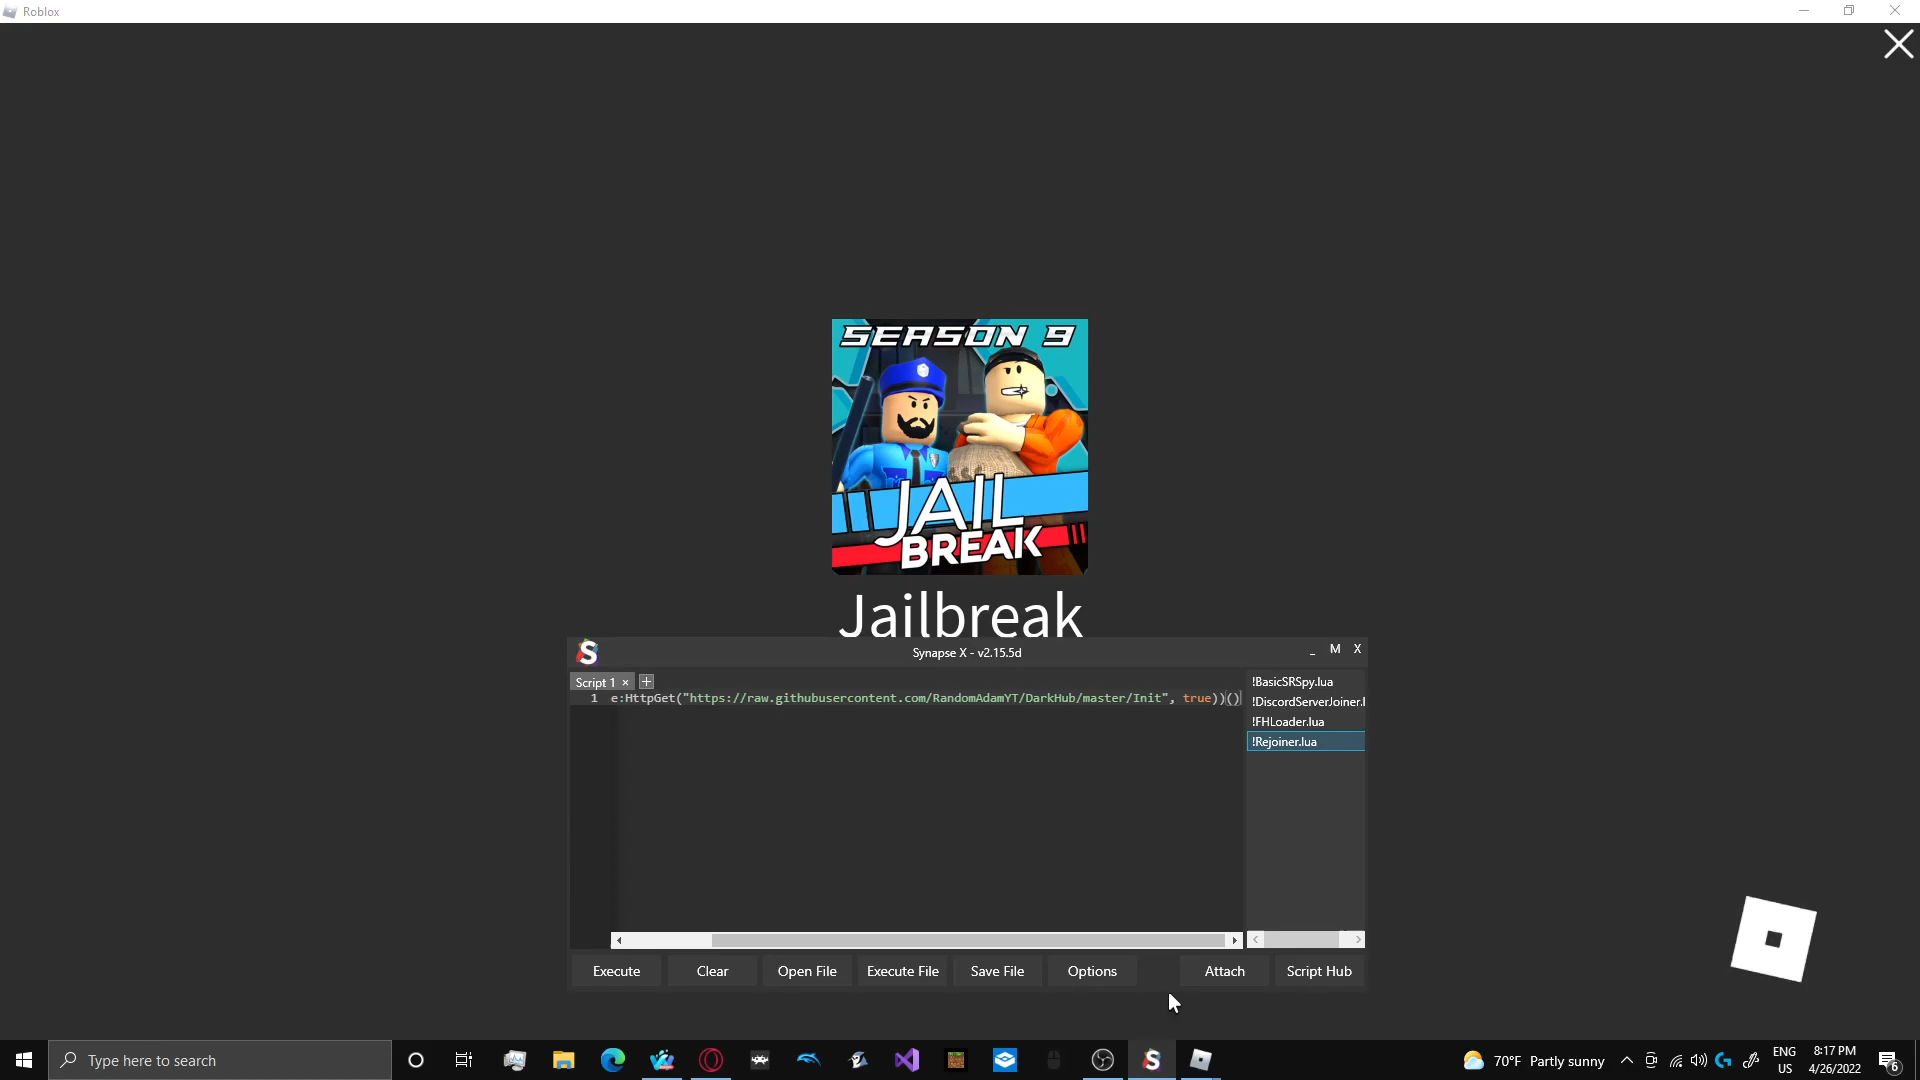 Roblox
SEASON 9
JAIL
BREAK
Jailbreak
Synapse X - v2.15.5d
_ M X
Script 1 × +
1 e:HttpGet("https://raw.githubusercontent.com/RandomAdamYT/DarkHub/master/Init", true))()
!BasicSRSpy.lua
!DiscordServerJoiner.l
!FHLoader.lua
!Rejoiner.lua
Execute
Clear
Open File
Execute File
Save File
Options
Attach
Script Hub
Type here to search
70°F Partly sunny
ENG
US
8:17 PM
4/26/2022
6